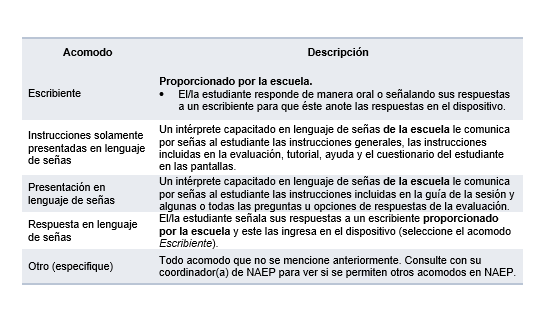 Acomodo Descripción
Escribiente
Proporcionado por la escuela.
• El/la estudiante responde de manera oral o señalando sus respuestas
a un escribiente para que éste anote las respuestas en el dispositivo.
Instrucciones solamente
presentadas en lenguaje
de señas
Un intérprete capacitado en lenguaje de señas de la escuela le comunica
por señas al estudiante las instrucciones generales, las instrucciones
incluidas en la evaluación, tutorial, ayuda y el cuestionario del estudiante
en las pantallas.
Presentación en
lenguaje de señas
Un intérprete capacitado en lenguaje de señas de la escuela le comunica
por señas al estudiante las instrucciones incluidas en la guía de la sesión y
algunas o todas las preguntas u opciones de respuestas de la evaluación.
Respuesta en lenguaje
de señas
El/la estudiante señala sus respuestas a un escribiente proporcionado
por la escuela y este las ingresa en el dispositivo (seleccione el acomodo
Escribiente).
Otro (especifique)
Todo acomodo que no se mencione anteriormente. Consulte con su
coordinador(a) de NAEP para ver si se permiten otros acomodos en NAEP.